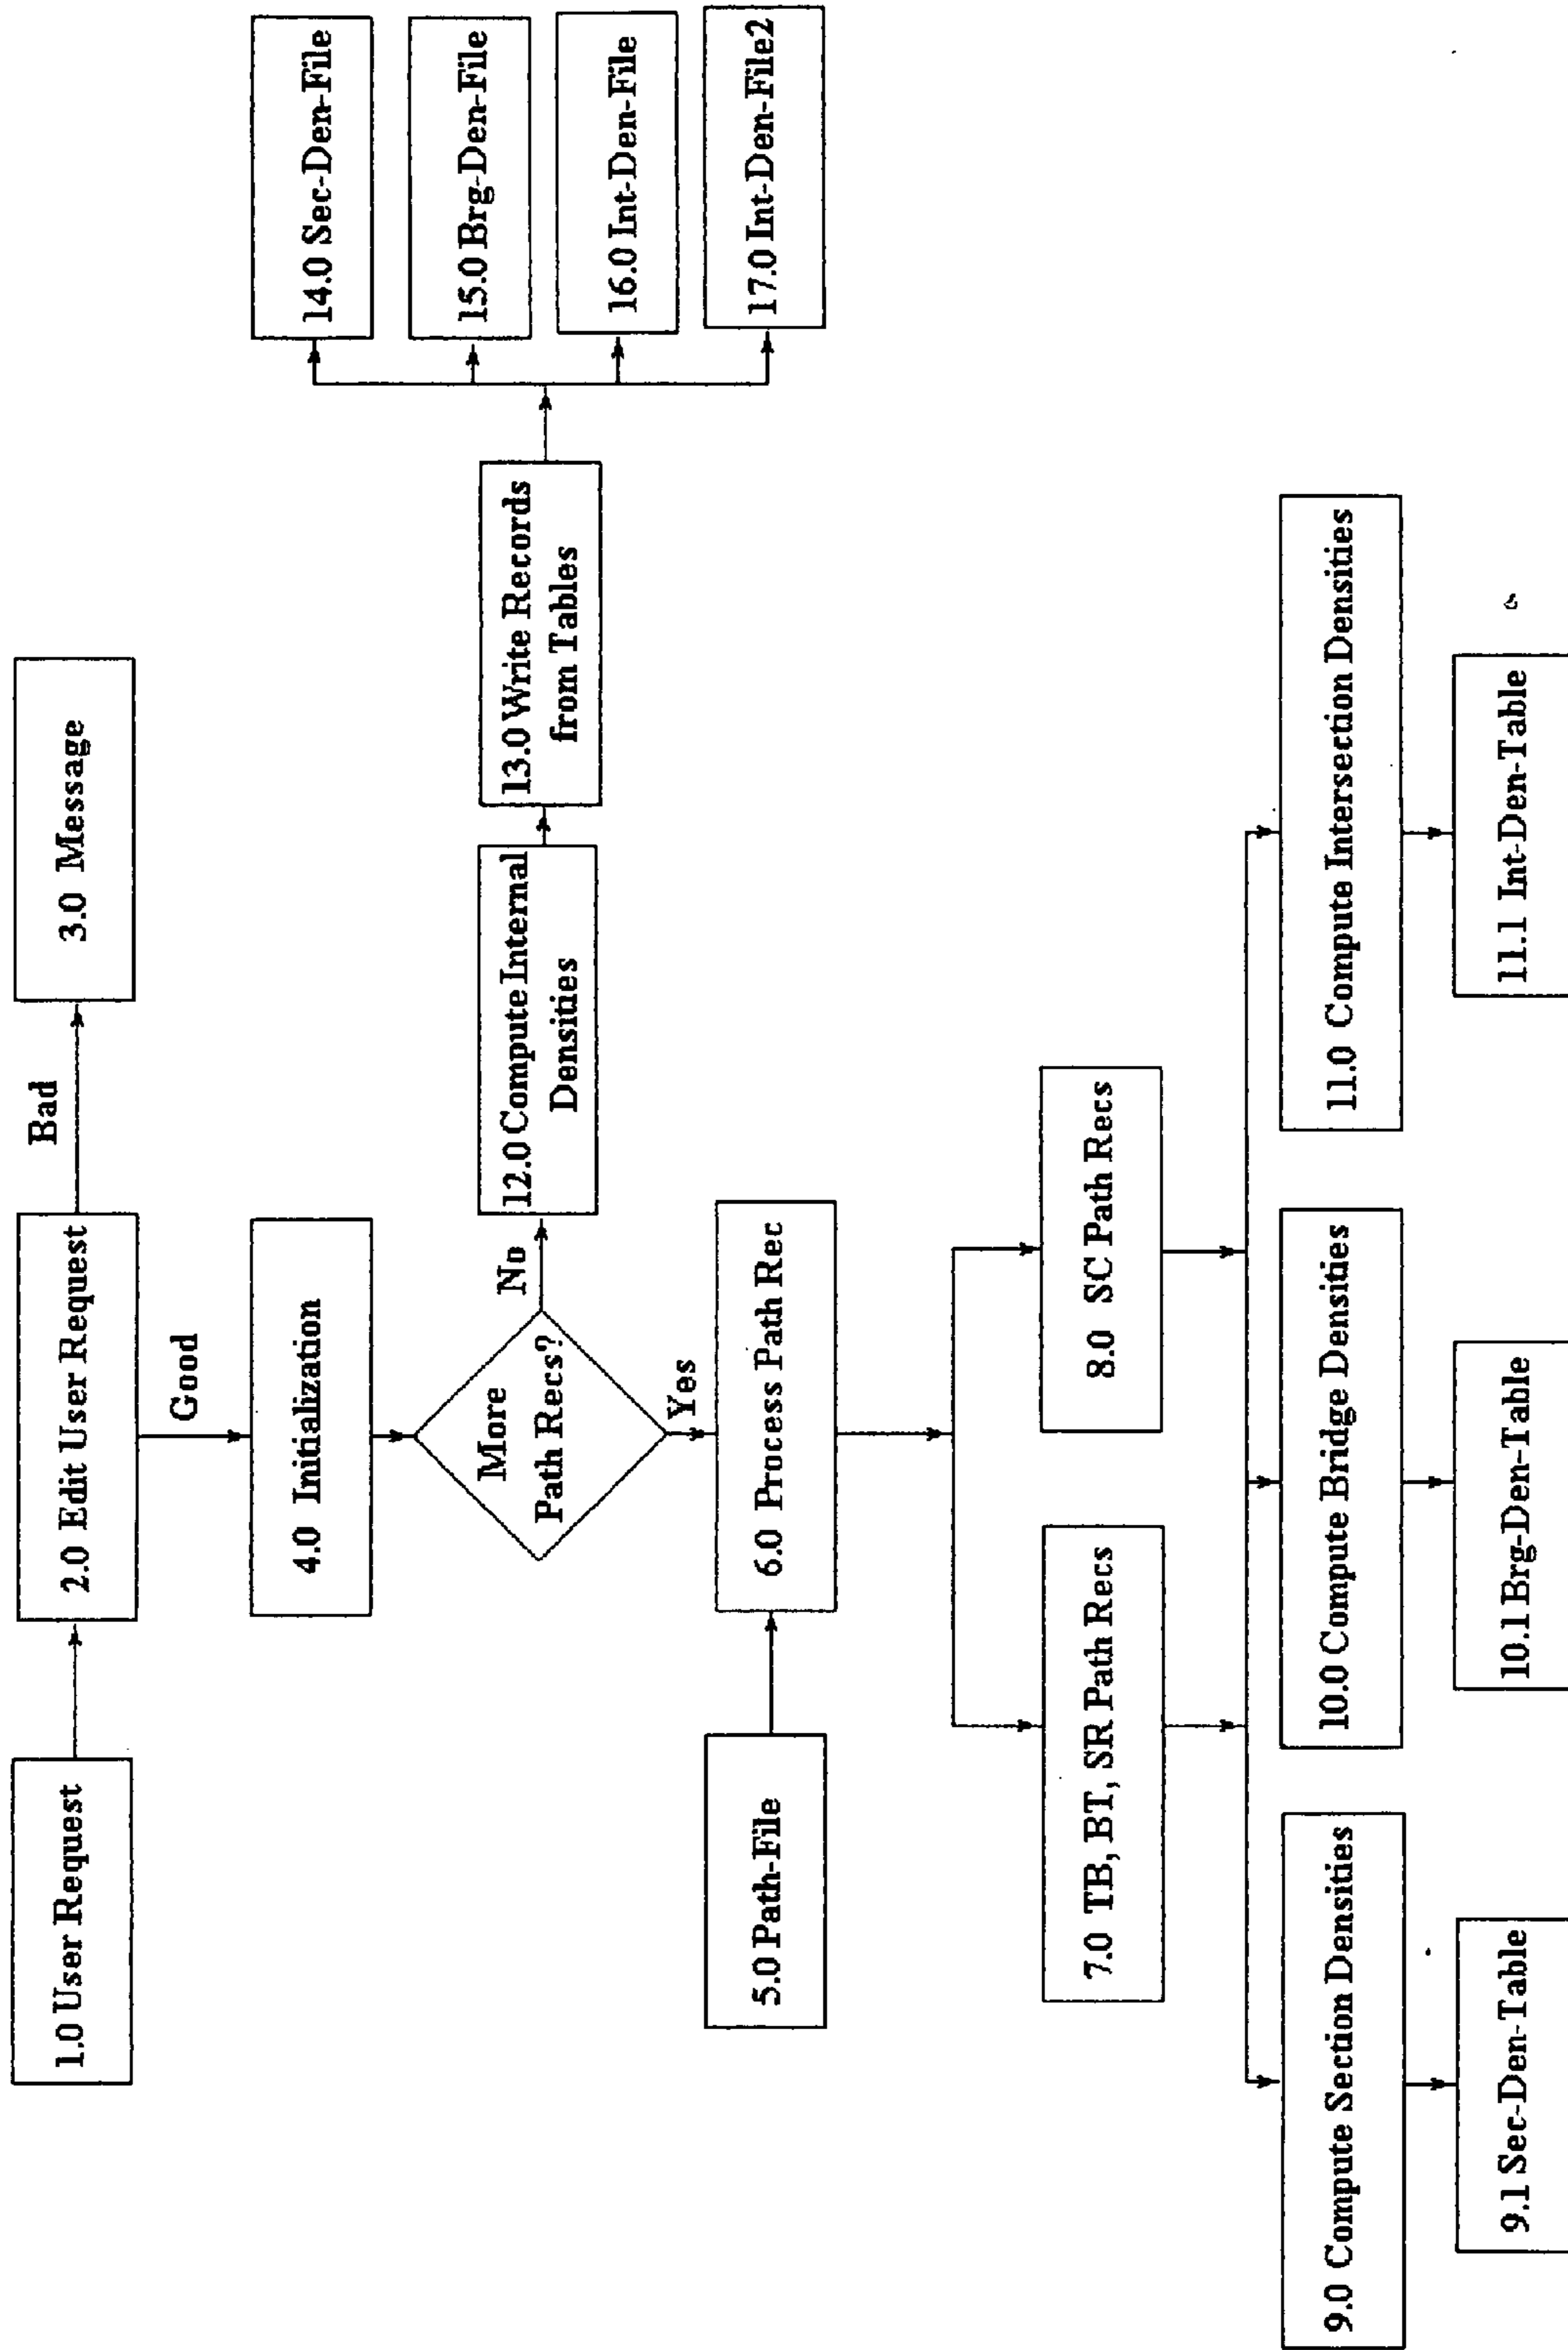 1.0 User Request
2.0 Edit User Request
Bad
3.0 Message
Good
4.0 Initialization
More
Path Recs?
No
12.0 Compute Internal
Densities
13.0 Write Records
from Tables
14.0 Sec-Den-File
15.0 Brg-Den-File
16.0 Int-Den-File
17.0 Int-Den-File2
Yes
5.0 Path-File
6.0 Process Path Rec
7.0 TB, BT, SR Path Recs
8.0 SC Path Recs
9.0 Compute Section Densities
10.0 Compute Bridge Densities
11.0 Compute Intersection Densities
9.1 Sec-Den-Table
10.1 Brg-Den-Table
11.1 Int-Den-Table